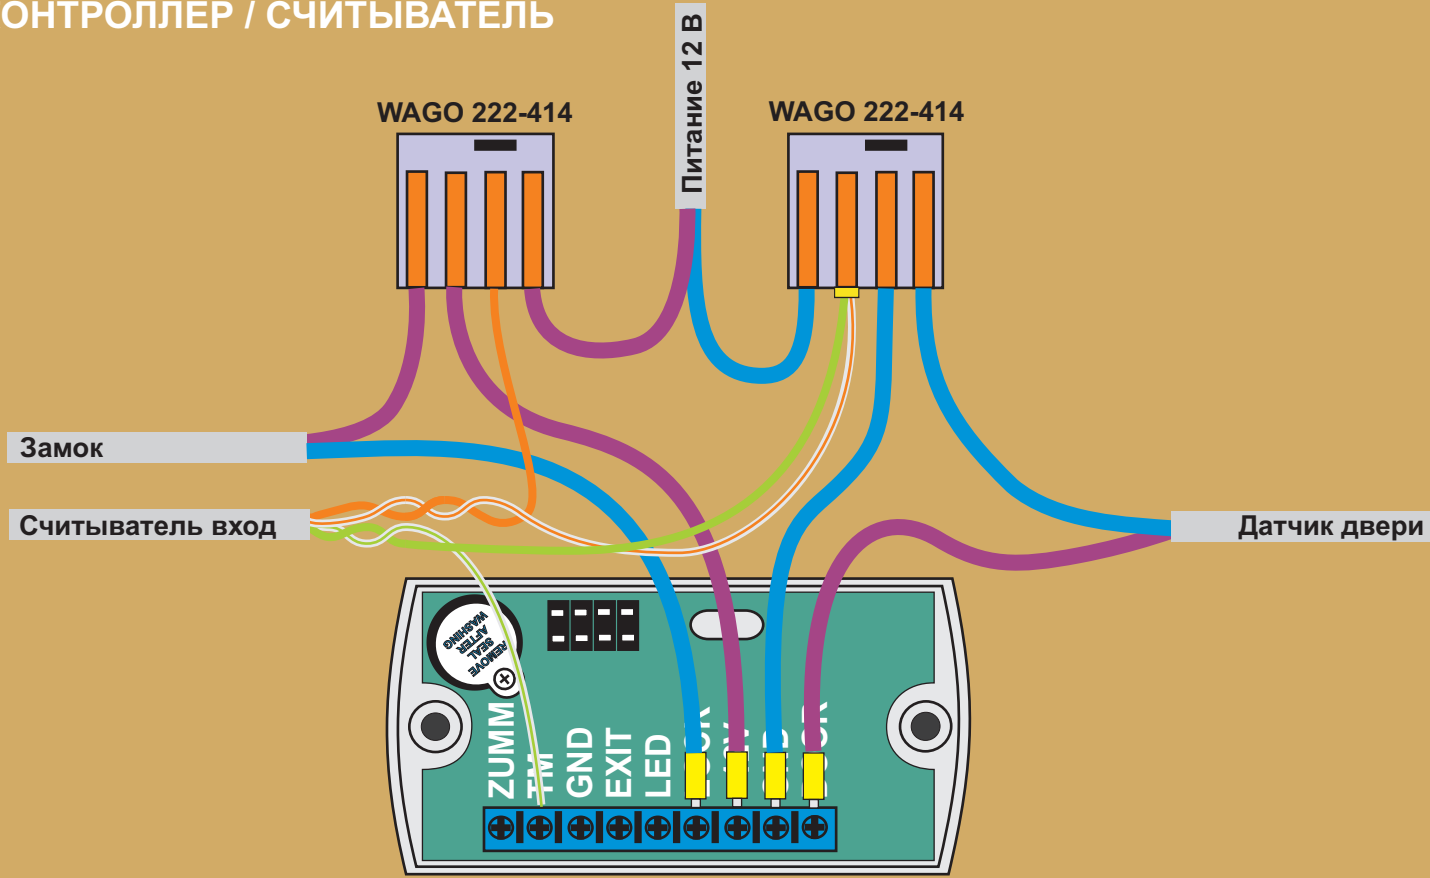 ОНТРОЛЛЕР / СЧИТЫВАТЕЛЬ
Питание 12 В
WAGO 222-414
WAGO 222-414
Замок
Считыватель вход
Датчик двери
REMOVE
SEAL
AFTER
WASHING
ZUMM
TM
GND
EXIT
LED